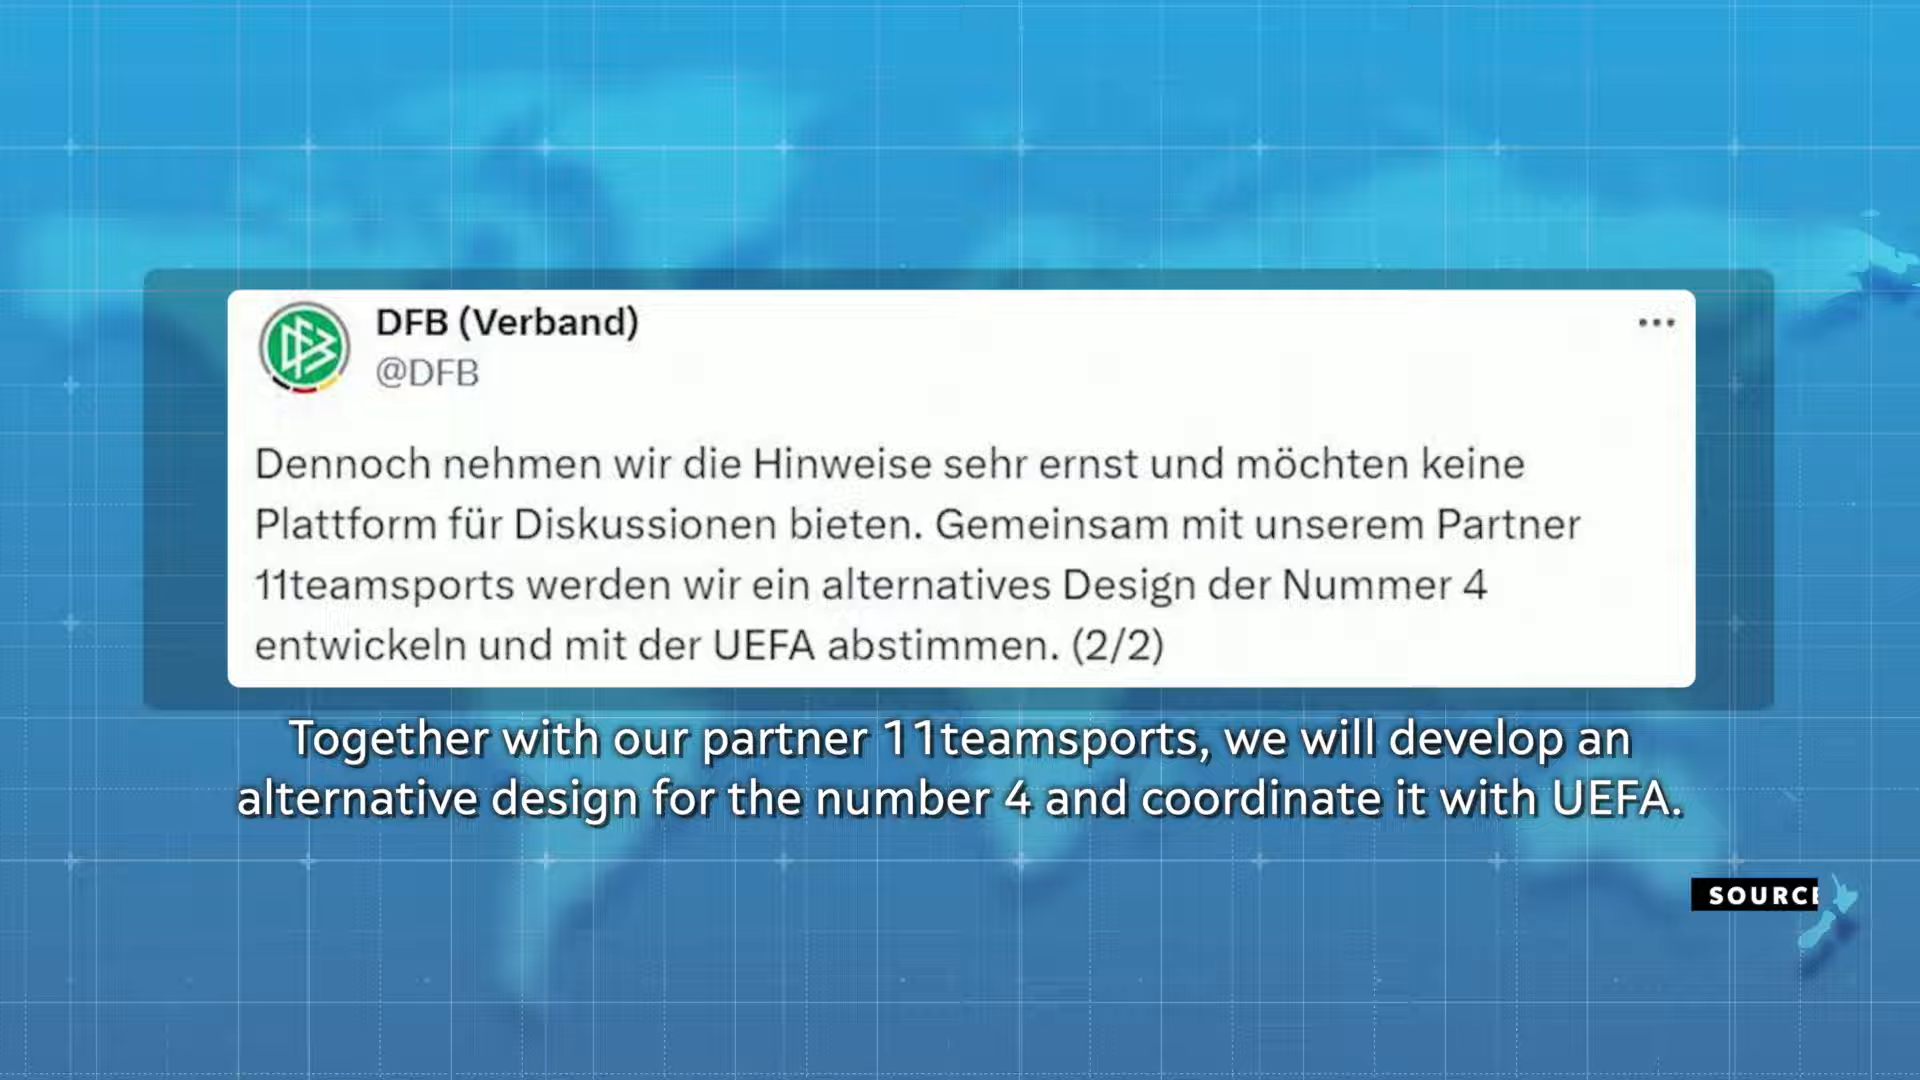 DFB (Verband)
@DFB
Dennoch nehmen wir die Hinweise sehr ernst und möchten keine
Plattform für Diskussionen bieten. Gemeinsam mit unserem Partner
11teamsports werden wir ein alternatives Design der Nummer 4
entwickeln und mit der UEFA abstimmen. (2/2)
Together with our partner 11teamsports, we will develop an
alternative design for the number 4 and coordinate it with UEFA.
SOURCE